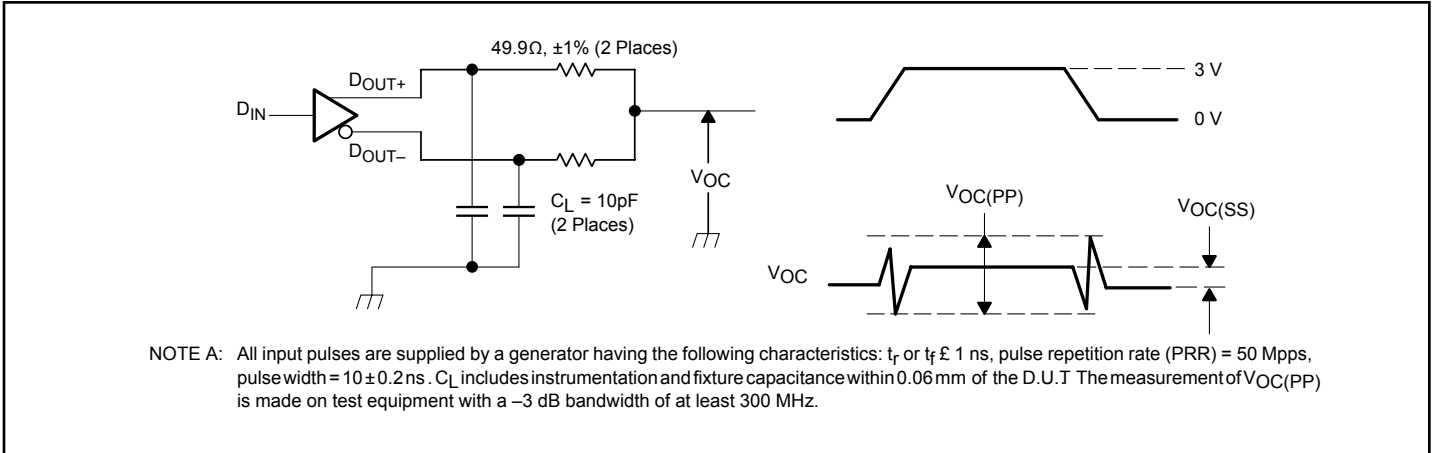 49.9Ω, ±1% (2 Places)
DOUT+
DIN
DOUT–
CL = 10pF
(2 Places)
VOC
3 V
0 V
VOC(PP)
VOC(SS)
VOC
NOTE A: All input pulses are supplied by a generator having the following characteristics: tr or tf £ 1 ns, pulse repetition rate (PRR) = 50 Mpps,
pulse width = 10 ± 0.2 ns . CL includes instrumentation and fixture capacitance within 0.06 mm of the D.U.T The measurement of VOC(PP)
is made on test equipment with a –3 dB bandwidth of at least 300 MHz.